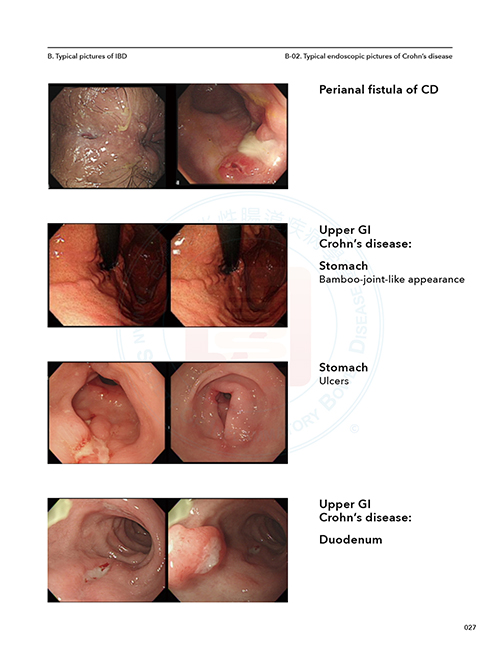 B. Typical pictures of IBD
B-02. Typical endoscopic pictures of Crohn's disease
Perianal fistula of CD
Upper GI
Crohn's disease:
Stomach
Bamboo-joint-like appearance
Stomach
Ulcers
Upper GI
Crohn's disease:
Duodenum
027